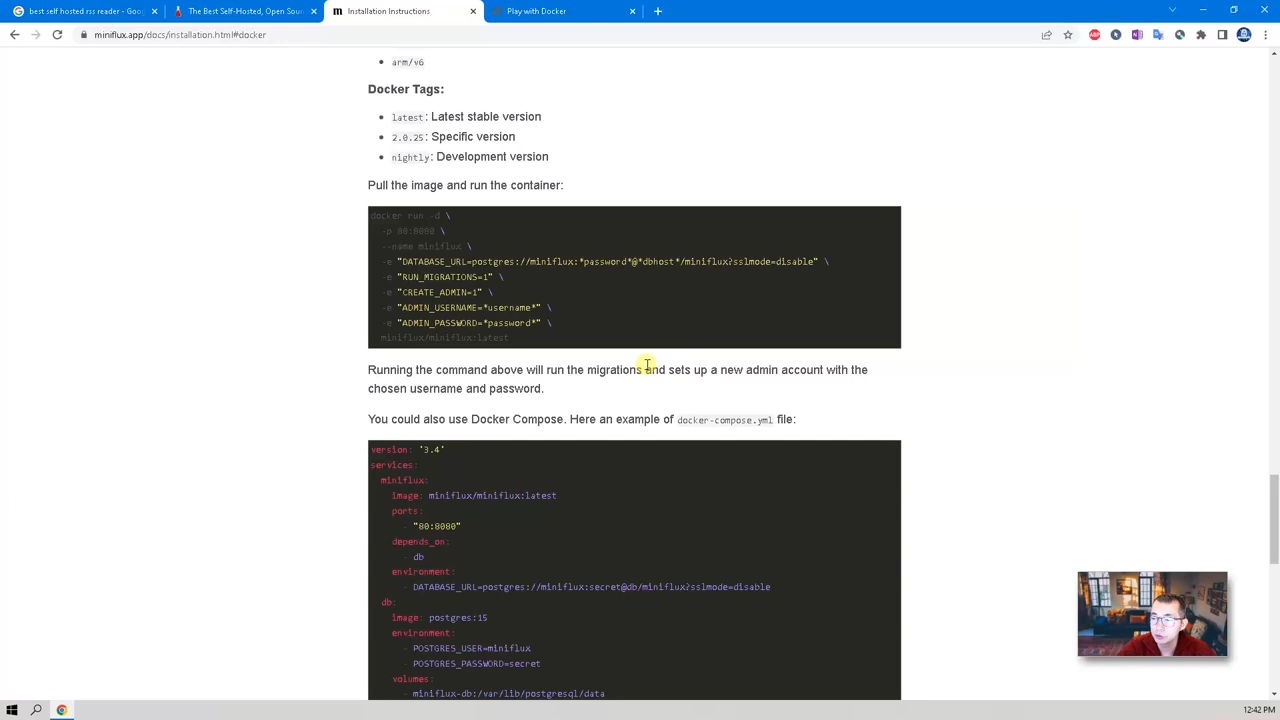 best self hosted rss reader - Goo
The Best Self-Hosted, Open Sour
Installation Instructions
Play with Docker
miniflux.app/docs/installation.html#docker
arm/v6
Docker Tags:
latest: Latest stable version
2.0.25: Specific version
nightly: Development version
Pull the image and run the container:
docker run -d \
-p 80:8080 \
--name miniflux \
-e "DATABASE_URL=postgres://miniflux:*password*@*dbhost*/miniflux?sslmode=disable" \
-e "RUN_MIGRATIONS=1" \
-e "CREATE_ADMIN=1" \
-e "ADMIN_USERNAME=*username*" \
-e "ADMIN_PASSWORD=*password*" \
miniflux/miniflux:latest
Running the command above will run the migrations and sets up a new admin account with the
chosen username and password.
You could also use Docker Compose. Here an example of docker-compose.yml file:
version: '3.4'
services:
miniflux:
image: miniflux/miniflux:latest
ports:
- "80:8080"
depends_on:
- db
environment:
- DATABASE_URL=postgres://miniflux:secret@db/miniflux?sslmode=disable
db:
image: postgres:15
environment:
- POSTGRES_USER=miniflux
- POSTGRES_PASSWORD=secret
volumes:
- miniflux-db:/var/lib/postgresql/data
12:42 PM